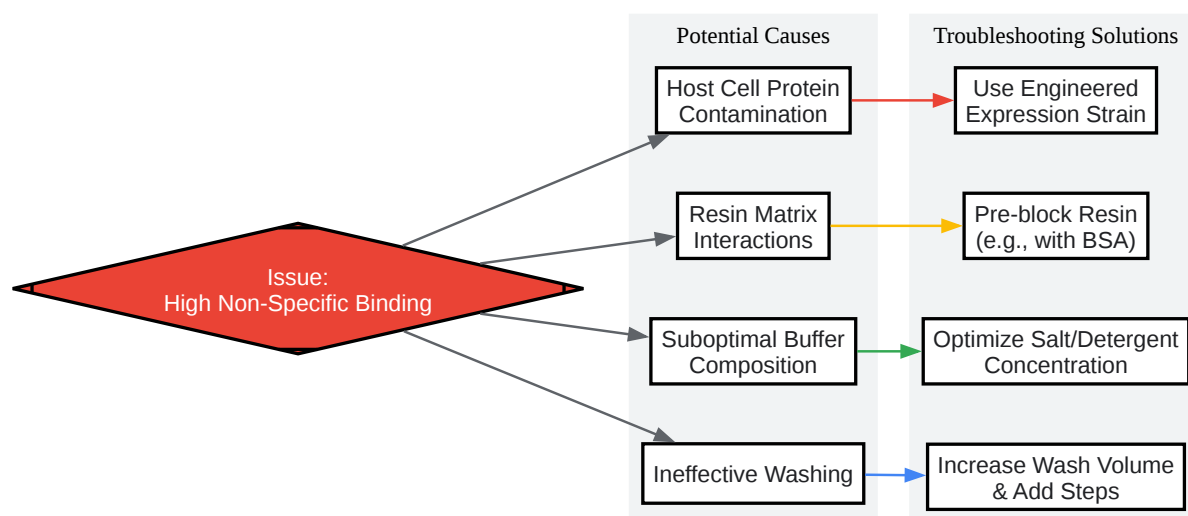 Potential Causes
Troubleshooting Solutions
Host Cell Protein
Contamination
Use Engineered
Expression Strain
Resin Matrix
Interactions
Pre-block Resin
(e.g., with BSA)
Issue:
High Non-Specific Binding
Suboptimal Buffer
Composition
Optimize Salt/Detergent
Concentration
Ineffective Washing
Increase Wash Volume
& Add Steps